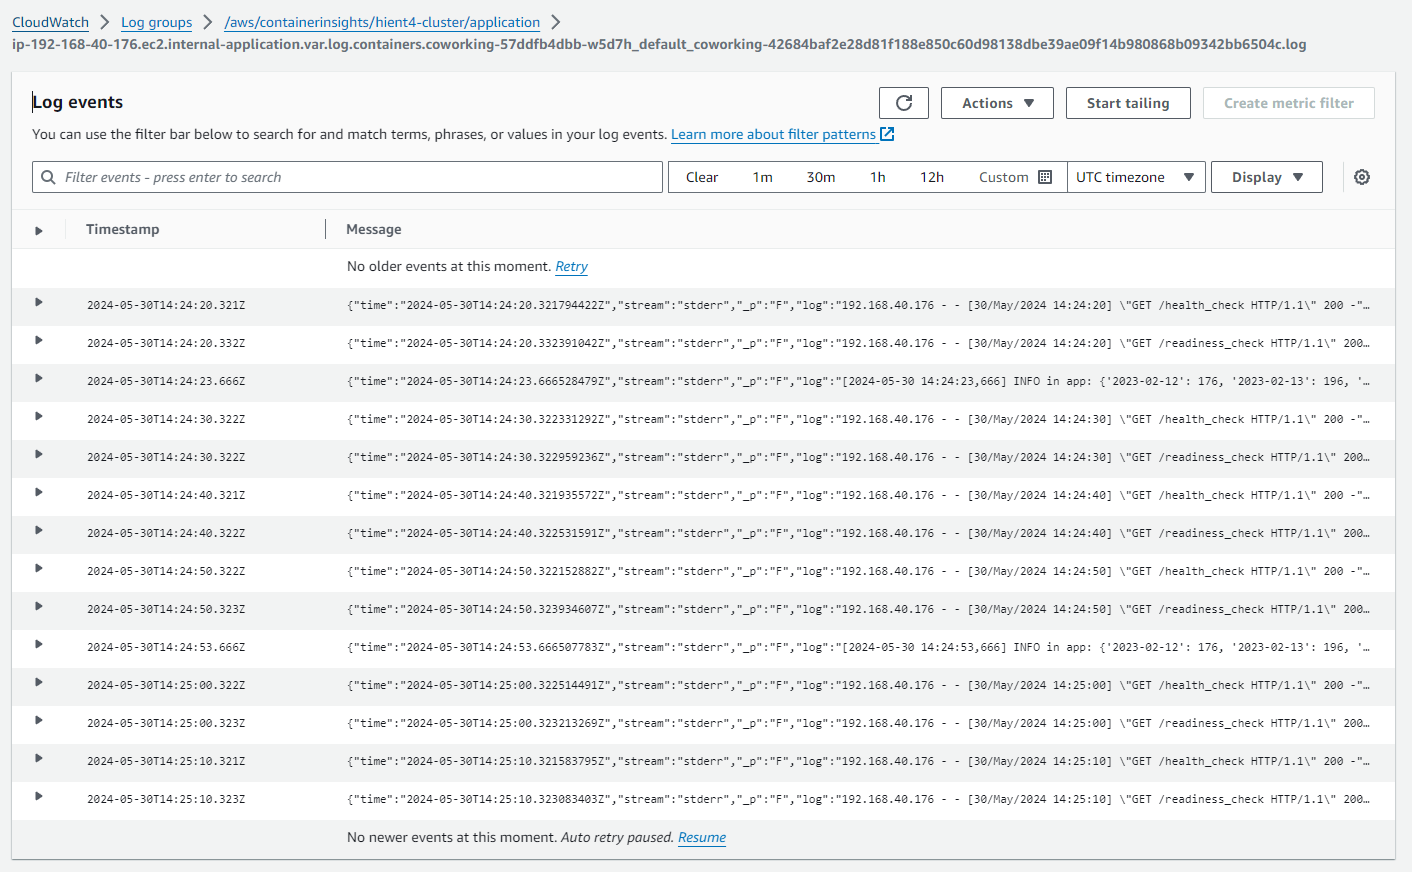 CloudWatch > Log groups > /aws/containerinsights/hient4-cluster/application >
ip-192-168-40-176.ec2.internal-application.var.log.containers.coworking-57ddfb4dbb-w5d7h_default_coworking-42684baf2e28d81f188e850c60d98138dbe39ae09f14b980868b09342bb6504c.log
Log events
Actions
Start tailing
Create metric filter
You can use the filter bar below to search for and match terms, phrases, or values in your log events. Learn more about filter patterns
Filter events - press enter to search
Clear 1m 30m 1h 12h Custom UTC timezone Display
Timestamp Message
No older events at this moment. Retry
2024-05-30T14:24:20.321Z {"time":"2024-05-30T14:24:20.321794422Z","stream":"stderr","_p":"F","log":"192.168.40.176 - - [30/May/2024 14:24:20] \"GET /health_check HTTP/1.1\" 200 -"…
2024-05-30T14:24:20.332Z {"time":"2024-05-30T14:24:20.332391042Z","stream":"stderr","_p":"F","log":"192.168.40.176 - - [30/May/2024 14:24:20] \"GET /readiness_check HTTP/1.1\" 200…
2024-05-30T14:24:23.666Z {"time":"2024-05-30T14:24:23.666528479Z","stream":"stderr","_p":"F","log":"[2024-05-30 14:24:23,666] INFO in app: {'2023-02-12': 176, '2023-02-13': 196, '…
2024-05-30T14:24:30.322Z {"time":"2024-05-30T14:24:30.322331292Z","stream":"stderr","_p":"F","log":"192.168.40.176 - - [30/May/2024 14:24:30] \"GET /health_check HTTP/1.1\" 200 -"…
2024-05-30T14:24:30.322Z {"time":"2024-05-30T14:24:30.322959236Z","stream":"stderr","_p":"F","log":"192.168.40.176 - - [30/May/2024 14:24:30] \"GET /readiness_check HTTP/1.1\" 200…
2024-05-30T14:24:40.321Z {"time":"2024-05-30T14:24:40.321935572Z","stream":"stderr","_p":"F","log":"192.168.40.176 - - [30/May/2024 14:24:40] \"GET /health_check HTTP/1.1\" 200 -"…
2024-05-30T14:24:40.322Z {"time":"2024-05-30T14:24:40.322531591Z","stream":"stderr","_p":"F","log":"192.168.40.176 - - [30/May/2024 14:24:40] \"GET /readiness_check HTTP/1.1\" 200…
2024-05-30T14:24:50.322Z {"time":"2024-05-30T14:24:50.322152882Z","stream":"stderr","_p":"F","log":"192.168.40.176 - - [30/May/2024 14:24:50] \"GET /health_check HTTP/1.1\" 200 -"…
2024-05-30T14:24:50.323Z {"time":"2024-05-30T14:24:50.323934607Z","stream":"stderr","_p":"F","log":"192.168.40.176 - - [30/May/2024 14:24:50] \"GET /readiness_check HTTP/1.1\" 200…
2024-05-30T14:24:53.666Z {"time":"2024-05-30T14:24:53.666507783Z","stream":"stderr","_p":"F","log":"[2024-05-30 14:24:53,666] INFO in app: {'2023-02-12': 176, '2023-02-13': 196, '…
2024-05-30T14:25:00.322Z {"time":"2024-05-30T14:25:00.322514491Z","stream":"stderr","_p":"F","log":"192.168.40.176 - - [30/May/2024 14:25:00] \"GET /health_check HTTP/1.1\" 200 -"…
2024-05-30T14:25:00.323Z {"time":"2024-05-30T14:25:00.323213269Z","stream":"stderr","_p":"F","log":"192.168.40.176 - - [30/May/2024 14:25:00] \"GET /readiness_check HTTP/1.1\" 200…
2024-05-30T14:25:10.321Z {"time":"2024-05-30T14:25:10.321583795Z","stream":"stderr","_p":"F","log":"192.168.40.176 - - [30/May/2024 14:25:10] \"GET /health_check HTTP/1.1\" 200 -"…
2024-05-30T14:25:10.323Z {"time":"2024-05-30T14:25:10.323083403Z","stream":"stderr","_p":"F","log":"192.168.40.176 - - [30/May/2024 14:25:10] \"GET /readiness_check HTTP/1.1\" 200…
No newer events at this moment. Auto retry paused. Resume